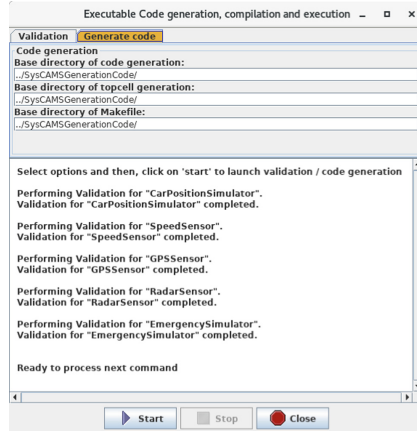 Executable Code generation, compilation and execution
Validation Generate code
Code generation
Base directory of code generation:
../SysCAMSGenerationCode/
Base directory of topcell generation:
../SysCAMSGenerationCode/
Base directory of Makefile:
../SysCAMSGenerationCode/
Select options and then, click on 'start' to launch validation / code generation
Performing Validation for "CarPositionSimulator".
Validation for "CarPositionSimulator" completed.
Performing Validation for "SpeedSensor".
Validation for "SpeedSensor" completed.
Performing Validation for "GPSSensor".
Validation for "GPSSensor" completed.
Performing Validation for "RadarSensor".
Validation for "RadarSensor" completed.
Performing Validation for "EmergencySimulator".
Validation for "EmergencySimulator" completed.
Ready to process next command
Start Stop Close